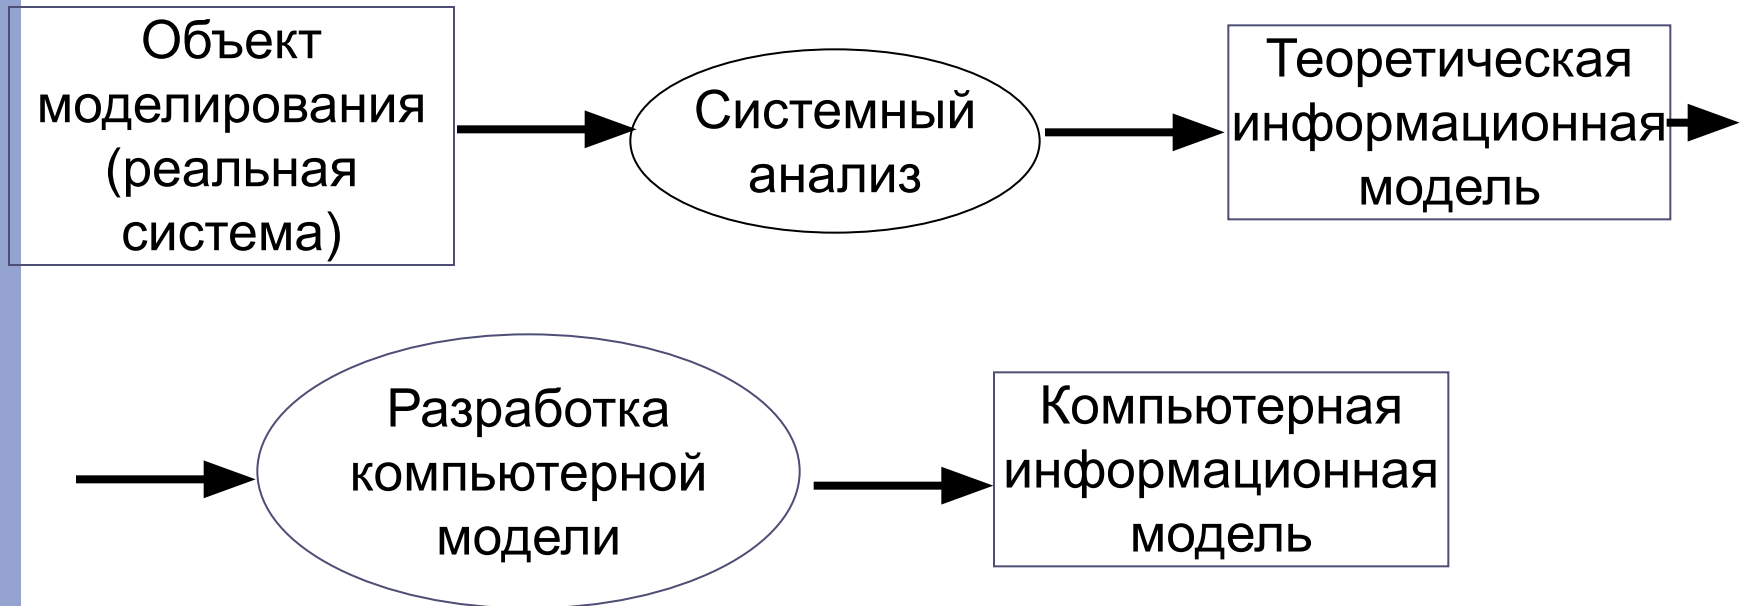 Объект
моделирования
(реальная
система)
Системный
анализ
Теоретическая
информационная
модель
Разработка
компьютерной
модели
Компьютерная
информационная
модель